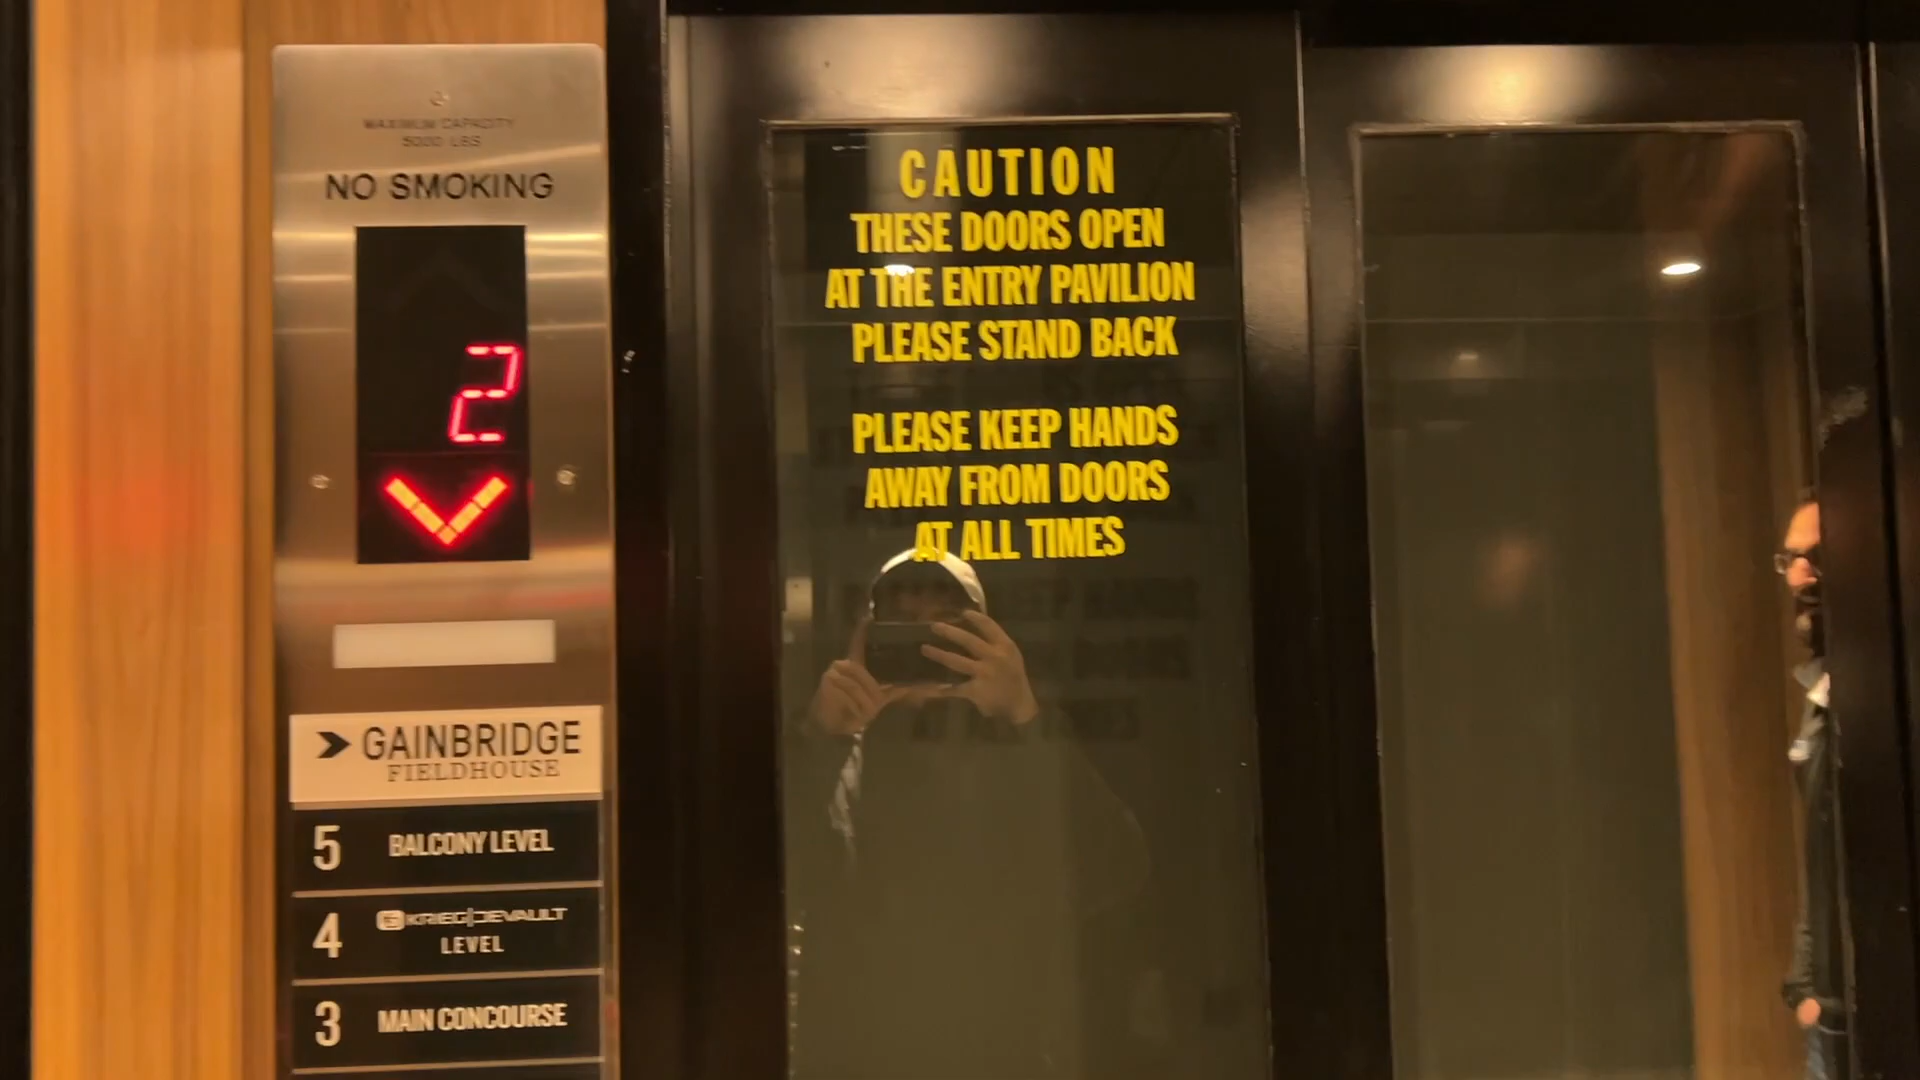 MAXIMUM CAPACITY
5000 LBS
NO SMOKING
2
GAINBRIDGE
FIELDHOUSE
5 BALCONY LEVEL
4 KRIEG|DEVAULT
LEVEL
3 MAIN CONCOURSE
CAUTION
THESE DOORS OPEN
AT THE ENTRY PAVILION
PLEASE STAND BACK
PLEASE KEEP HANDS
AWAY FROM DOORS
AT ALL TIMES